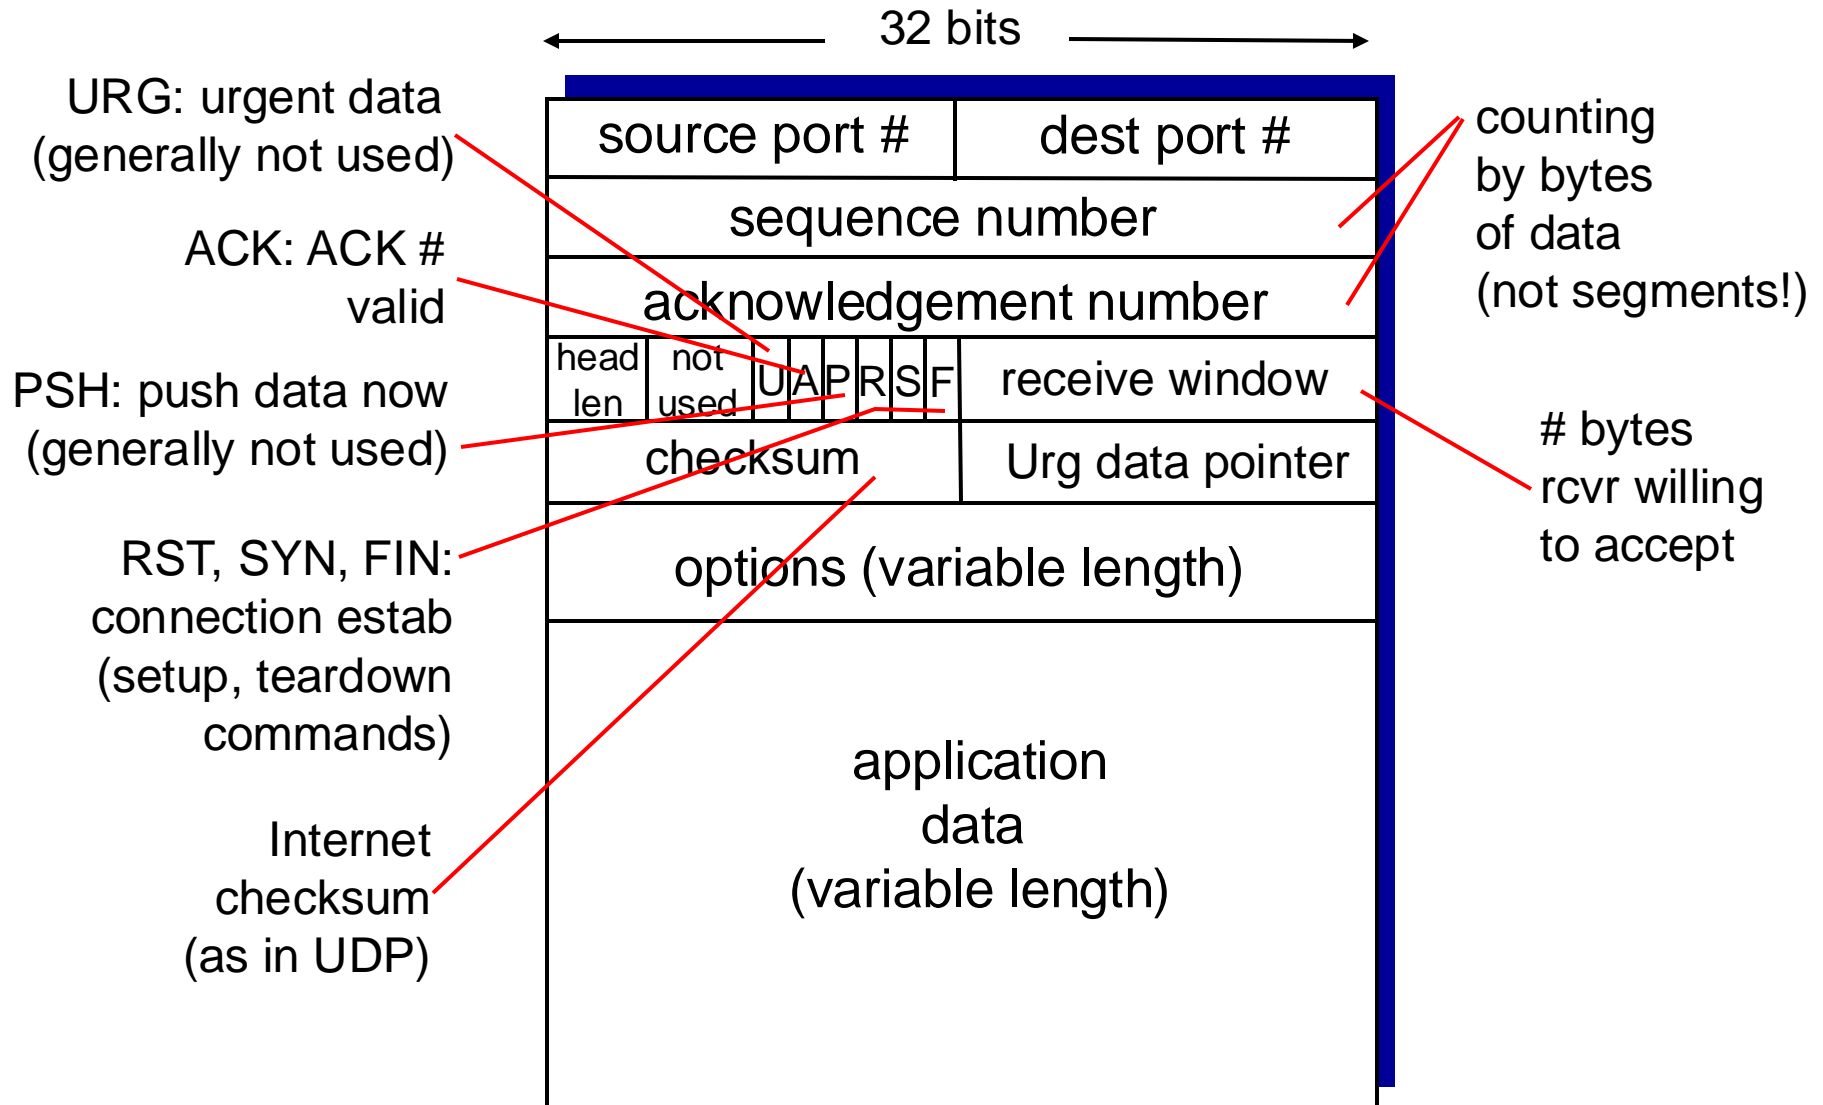 32 bits
URG: urgent data
(generally not used)
ACK: ACK #
valid
PSH: push data now
(generally not used)
RST, SYN, FIN:
connection estab
(setup, teardown
commands)
Internet
checksum
(as in UDP)
source port #
dest port #
sequence number
acknowledgement number
head
len
not
used
U A P R S F
receive window
checksum
Urg data pointer
options (variable length)
application
data
(variable length)
counting
by bytes
of data
(not segments!)
# bytes
rcvr willing
to accept